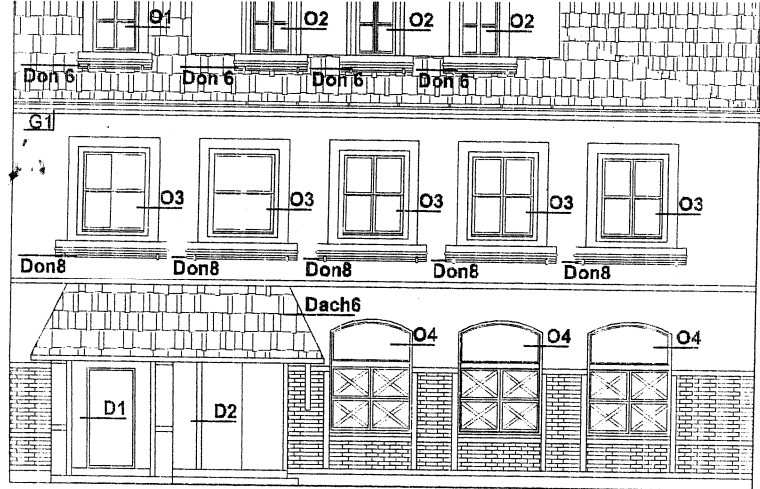 O1 O2 O2 O2
Don 6 Don 6 Don 6 Don 6
G1
O3 O3 O3 O3 O3
Don8 Don8 Don8 Don8 Don8
Dach6
O4 O4 O4
D1 D2